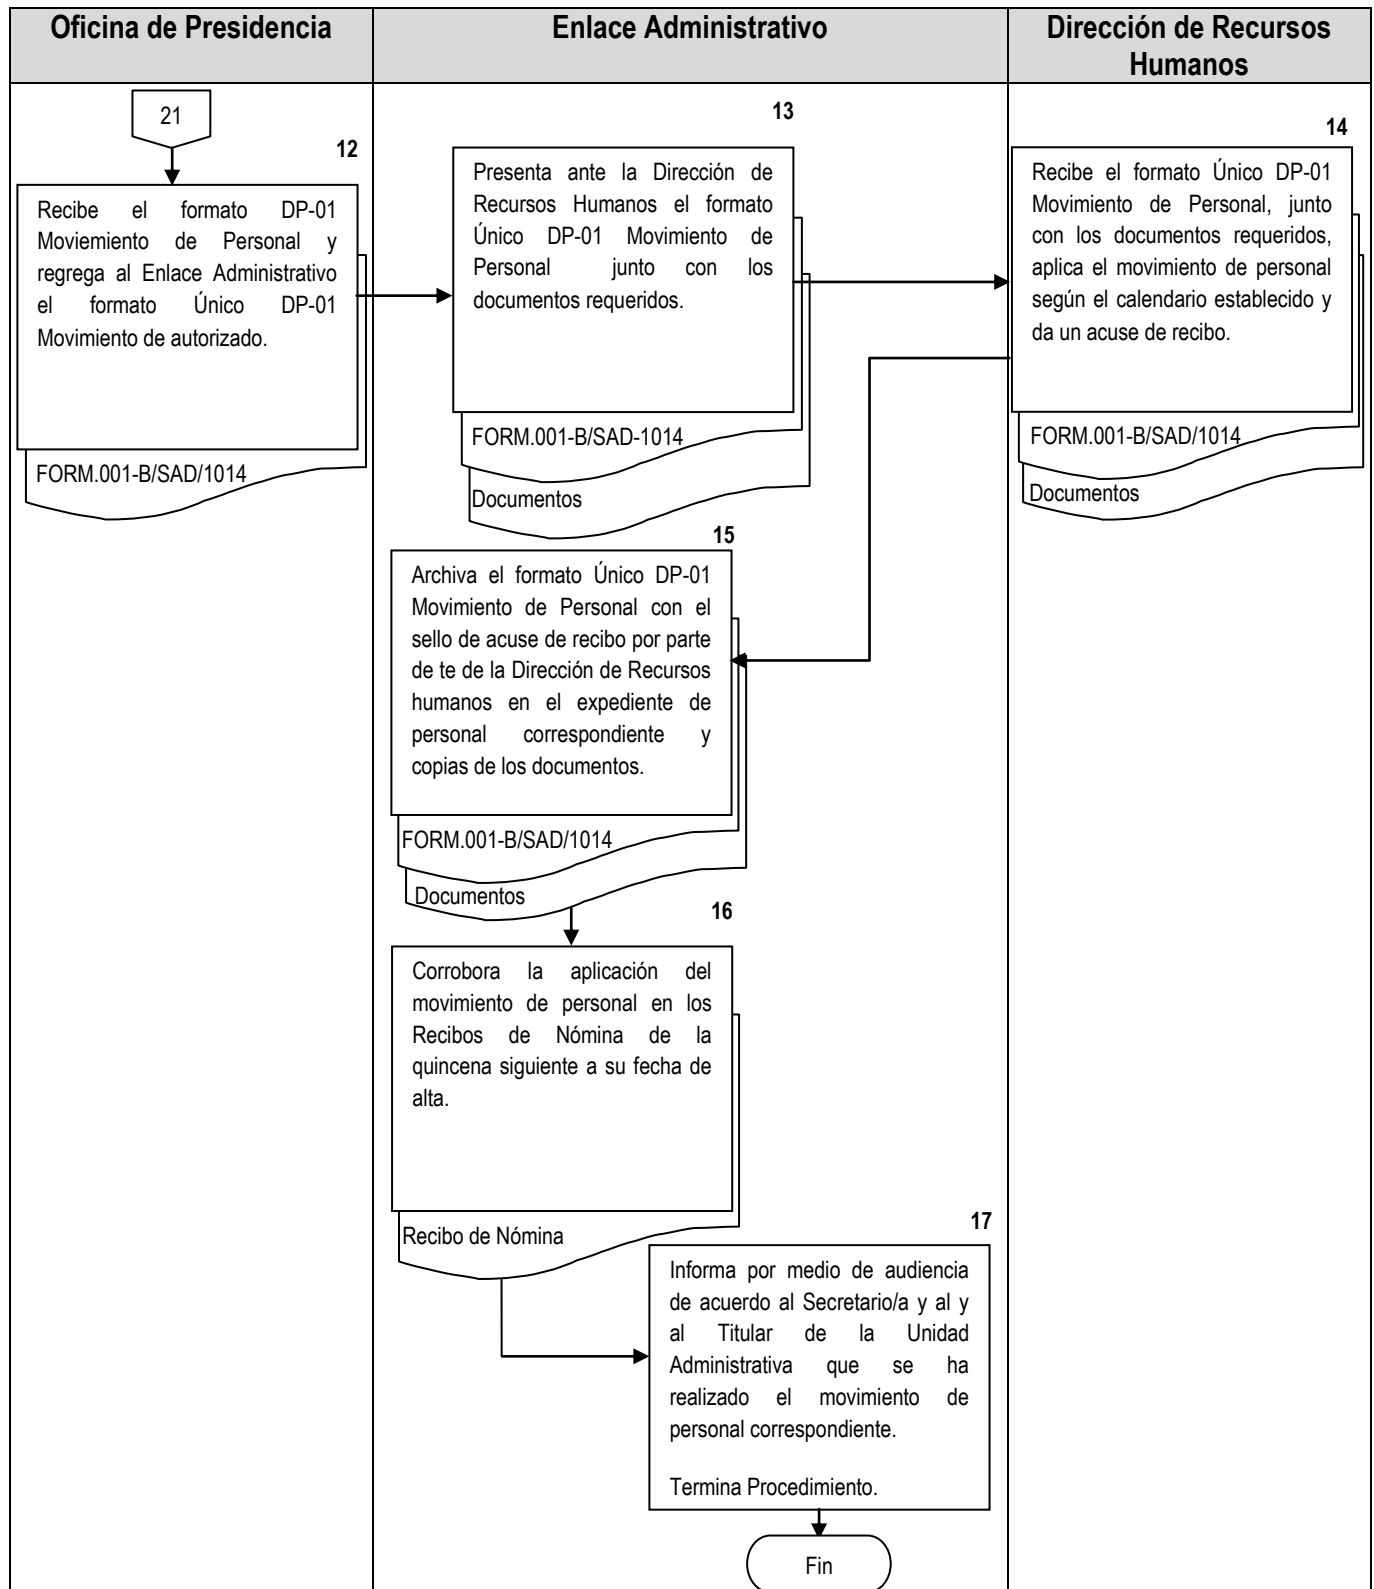 Oficina de Presidencia
Enlace Administrativo
Dirección de Recursos
Humanos
21
12
Recibe el formato DP-01
Moviemiento de Personal y
regrega al Enlace Administrativo
el formato Único DP-01
Movimiento de autorizado.
FORM.001-B/SAD/1014
13
Presenta ante la Dirección de
Recursos Humanos el formato
Único DP-01 Movimiento de
Personal junto con los
documentos requeridos.
FORM.001-B/SAD-1014
Documentos
14
Recibe el formato Único DP-01
Movimiento de Personal, junto
con los documentos requeridos,
aplica el movimiento de personal
según el calendario establecido y
da un acuse de recibo.
FORM.001-B/SAD/1014
Documentos
15
Archiva el formato Único DP-01
Movimiento de Personal con el
sello de acuse de recibo por parte
de te de la Dirección de Recursos
humanos en el expediente de
personal correspondiente y
copias de los documentos.
FORM.001-B/SAD/1014
Documentos
16
Corrobora la aplicación del
movimiento de personal en los
Recibos de Nómina de la
quincena siguiente a su fecha de
alta.
Recibo de Nómina
17
Informa por medio de audiencia
de acuerdo al Secretario/a y al y
al Titular de la Unidad
Administrativa que se ha
realizado el movimiento de
personal correspondiente.
Termina Procedimiento.
Fin